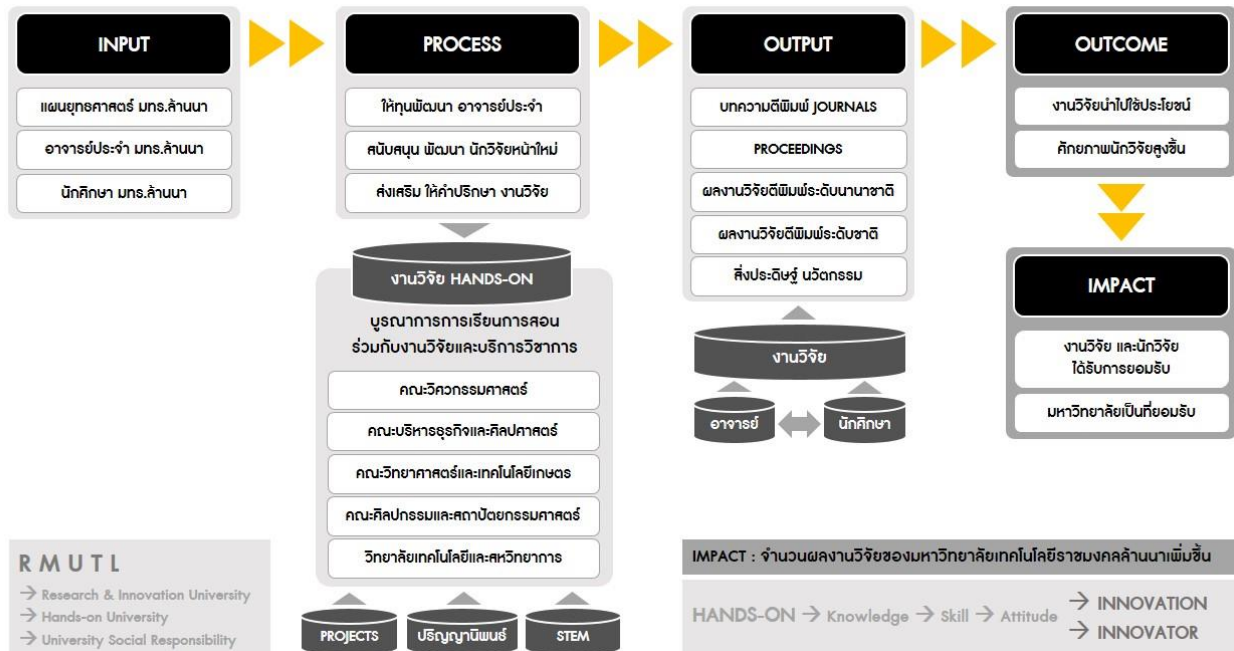 INPUT
แผนยุทธศาสตร์ มทร.ล้านนา
อาจารย์ประจำ มทร.ล้านนา
นักศึกษา มทร.ล้านนา
PROCESS
ให้ทุนพัฒนา อาจารย์ประจำ
สนับสนุน พัฒนา นักวิจัยหน้าใหม่
ส่งเสริม ให้คำปรึกษา งานวิจัย
งานวิจัย HANDS-ON
บูรณาการการเรียนการสอน
ร่วมกับงานวิจัยและบริการวิชาการ
คณะวิศวกรรมศาสตร์
คณะบริหารธุรกิจและศิลปศาสตร์
คณะวิทยาศาสตร์และเทคโนโลยีเกษตร
คณะศิลปกรรมและสถาปัตยกรรมศาสตร์
วิทยาลัยเทคโนโลยีและสหวิทยาการ
PROJECTS
ปริญญานิพนธ์
STEM
OUTPUT
บทความตีพิมพ์ JOURNALS
PROCEEDINGS
ผลงานวิจัยตีพิมพ์ระดับนานาชาติ
ผลงานวิจัยตีพิมพ์ระดับชาติ
สิ่งประดิษฐ์ นวัตกรรม
งานวิจัย
อาจารย์
นักศึกษา
OUTCOME
งานวิจัยนำไปใช้ประโยชน์
ศักยภาพนักวิจัยสูงขึ้น
IMPACT
งานวิจัย และนักวิจัย
ได้รับการยอมรับ
มหาวิทยาลัยเป็นที่ยอมรับ
RMUTL
→ Research & Innovation University
→ Hands-on University
→ University Social Responsibility
IMPACT : จำนวนผลงานวิจัยของมหาวิทยาลัยเทคโนโลยีราชมงคลล้านนาเพิ่มขึ้น
HANDS-ON → Knowledge → Skill → Attitude → INNOVATION
→ INNOVATOR